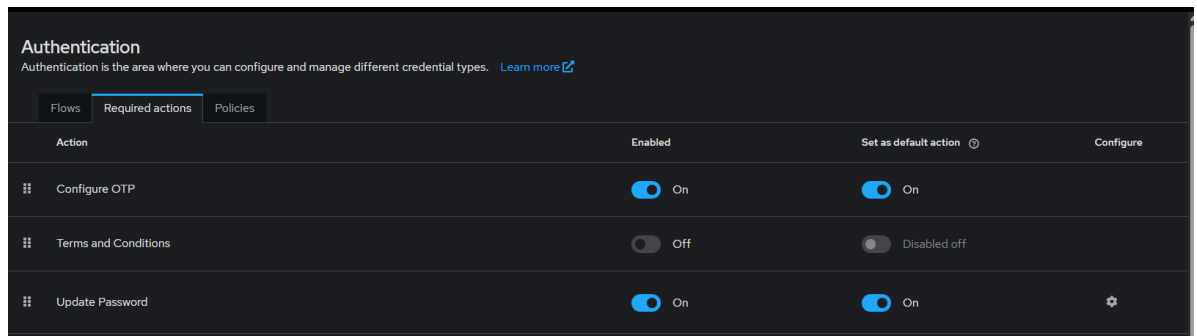 Authentication
Authentication is the area where you can configure and manage different credential types. Learn more
Flows Required actions Policies
Action Enabled Set as default action Configure
Configure OTP On On
Terms and Conditions Off Disabled off
Update Password On On